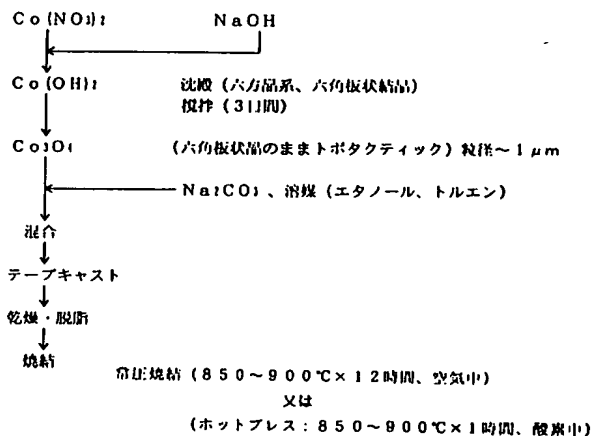 Co(NO3)2 NaOH
Co(OH)2 沈殿(六方晶系、六角板状結晶)
攪拌(3日間)
Co3O4 (六角板状晶のままトポタクティック)粒径~1μm
Na2CO3、溶媒(エタノール、トルエン)
混合
テープキャスト
乾燥・脱脂
焼結
常圧焼結(850~900℃×12時間、空気中)
又は
(ホットプレス:850~900℃×1時間、酸素中)